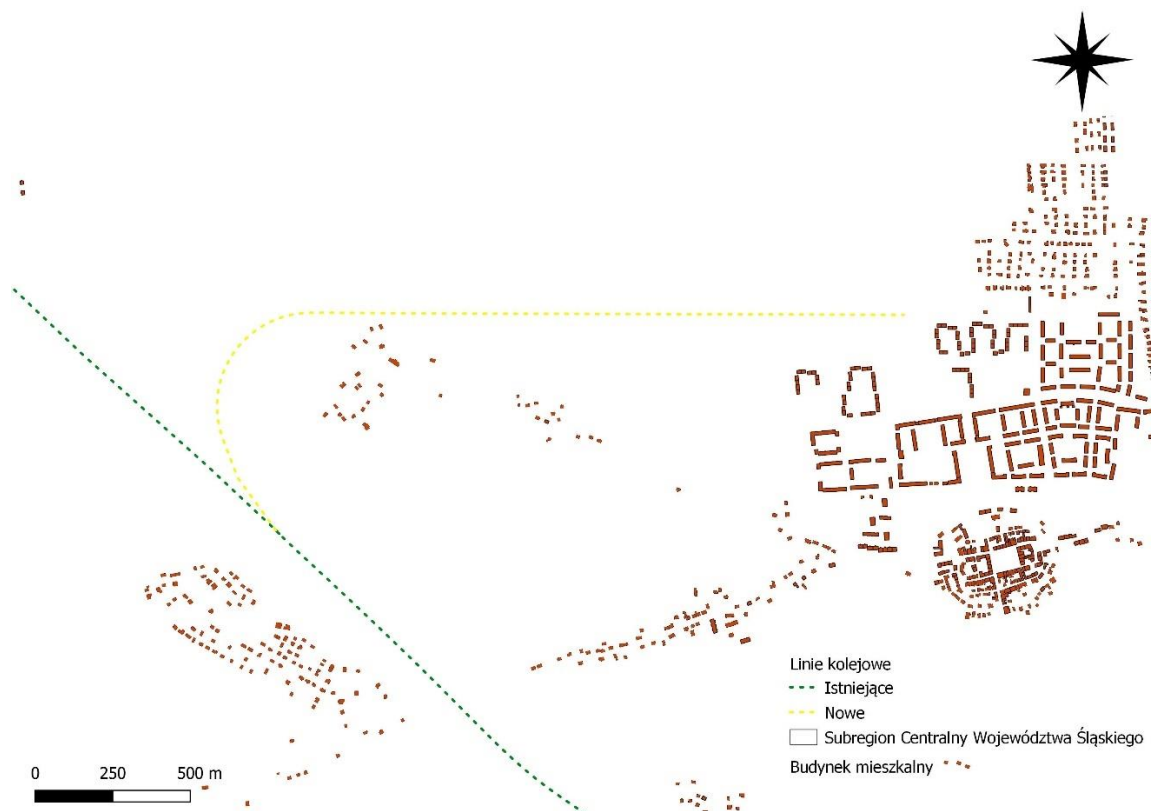 Linie kolejowe
Istniejące
Nowe
Subregion Centralny Województwa Śląskiego
Budynek mieszkalny
0 250 500 m